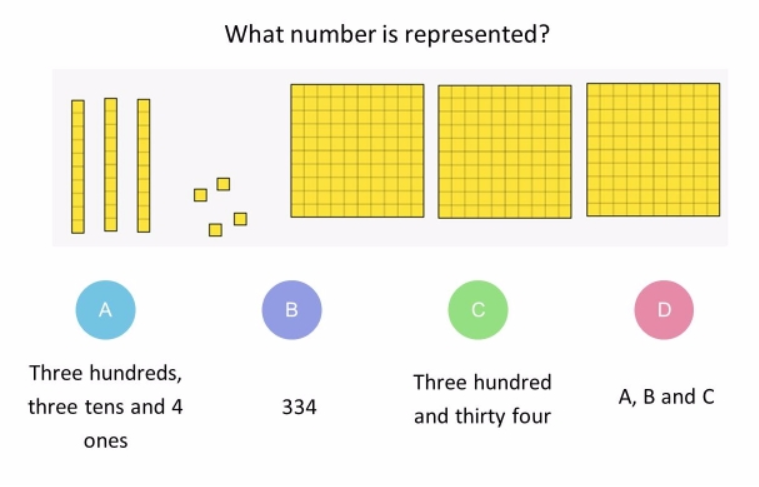 What number is represented?
A
B
C
D
Three hundreds,
three tens and 4
ones
334
Three hundred
and thirty four
A, B and C